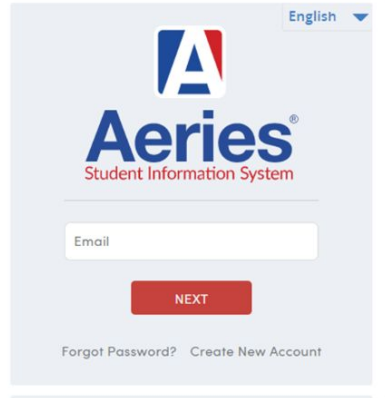 English
A
Aeries®
Student Information System
Email
NEXT
Forgot Password? Create New Account